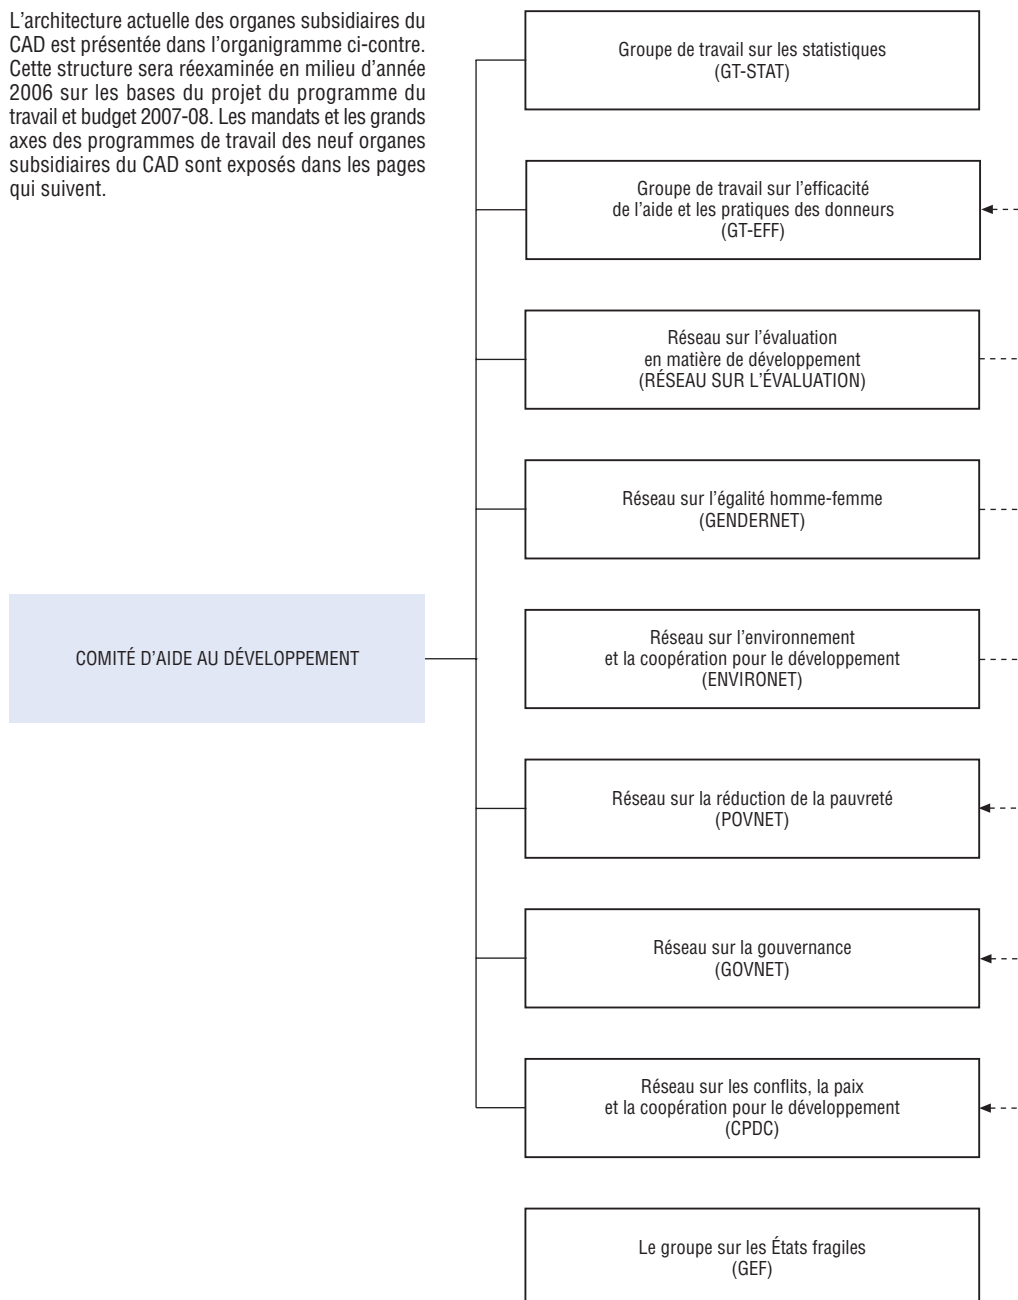 L’architecture actuelle des organes subsidiaires du
CAD est présentée dans l’organigramme ci-contre.
Cette structure sera réexaminée en milieu d’année
2006 sur les bases du projet du programme du
travail et budget 2007-08. Les mandats et les grands
axes des programmes de travail des neuf organes
subsidiaires du CAD sont exposés dans les pages
qui suivent.
Groupe de travail sur les statistiques
(GT-STAT)
Groupe de travail sur l’efficacité
de l’aide et les pratiques des donneurs
(GT-EFF)
Réseau sur l’évaluation
en matière de développement
(RÉSEAU SUR L’ÉVALUATION)
Réseau sur l’égalité homme-femme
(GENDERNET)
COMITÉ D’AIDE AU DÉVELOPPEMENT
Réseau sur l’environnement
et la coopération pour le développement
(ENVIRONET)
Réseau sur la réduction de la pauvreté
(POVNET)
Réseau sur la gouvernance
(GOVNET)
Réseau sur les conflits, la paix
et la coopération pour le développement
(CPDC)
Le groupe sur les États fragiles
(GEF)